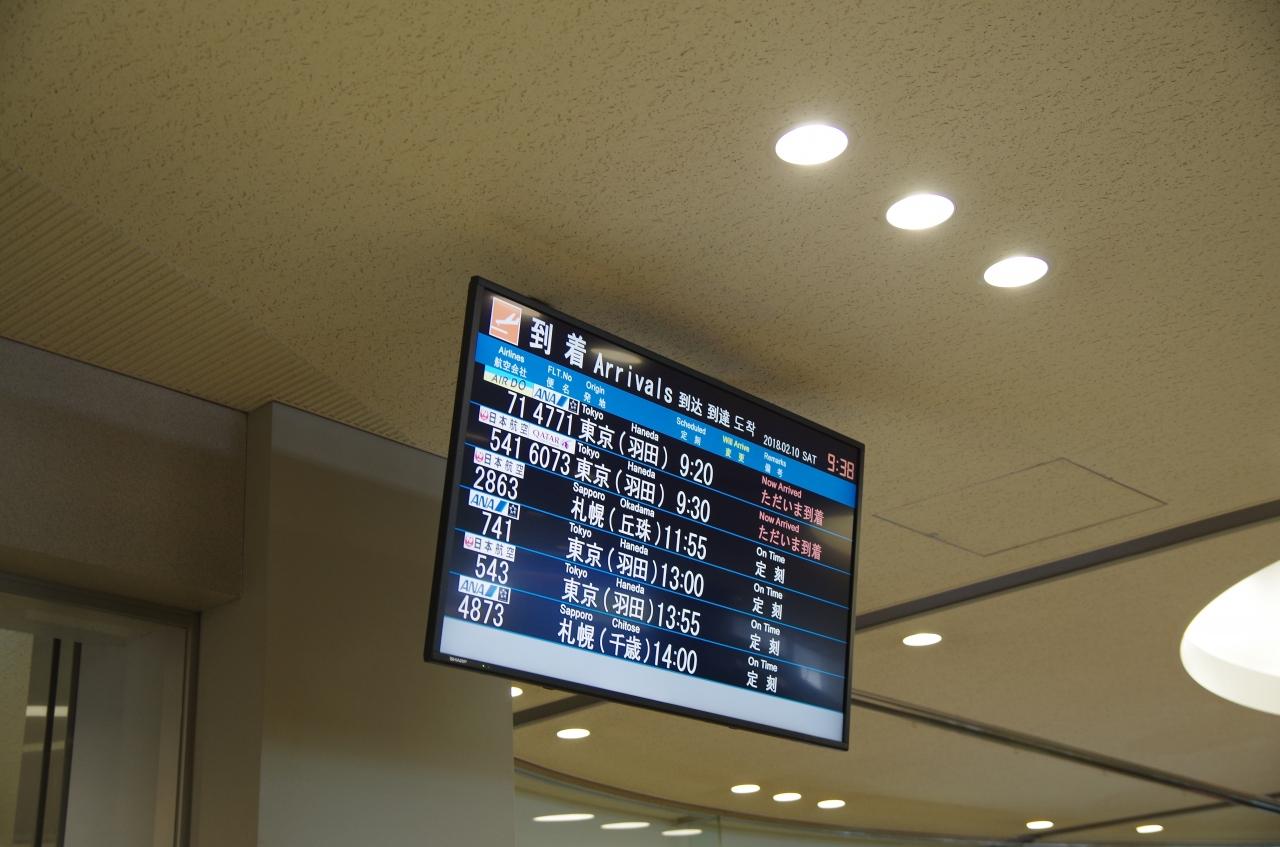 到着 Arrivals 到达 到達 도착 2018.02.10 SAT 9:38
Airlines FLT.No Origin Scheduled Will Arrive Remarks
航空会社 便名 発地 定刻 変更 備考
AIR DO ANA Tokyo Haneda Now Arrived
71 4771 東京(羽田) 9:20 ただいま到着
日本航空 QATAR Tokyo Haneda Now Arrived
541 6073 東京(羽田) 9:30 ただいま到着
日本航空 Sapporo Okadama On Time
2863 札幌(丘珠) 11:55 定刻
ANA Tokyo Haneda On Time
741 東京(羽田) 13:00 定刻
日本航空 Tokyo Haneda On Time
543 東京(羽田) 13:55 定刻
ANA Sapporo Chitose On Time
4873 札幌(千歳) 14:00 定刻
SHARP